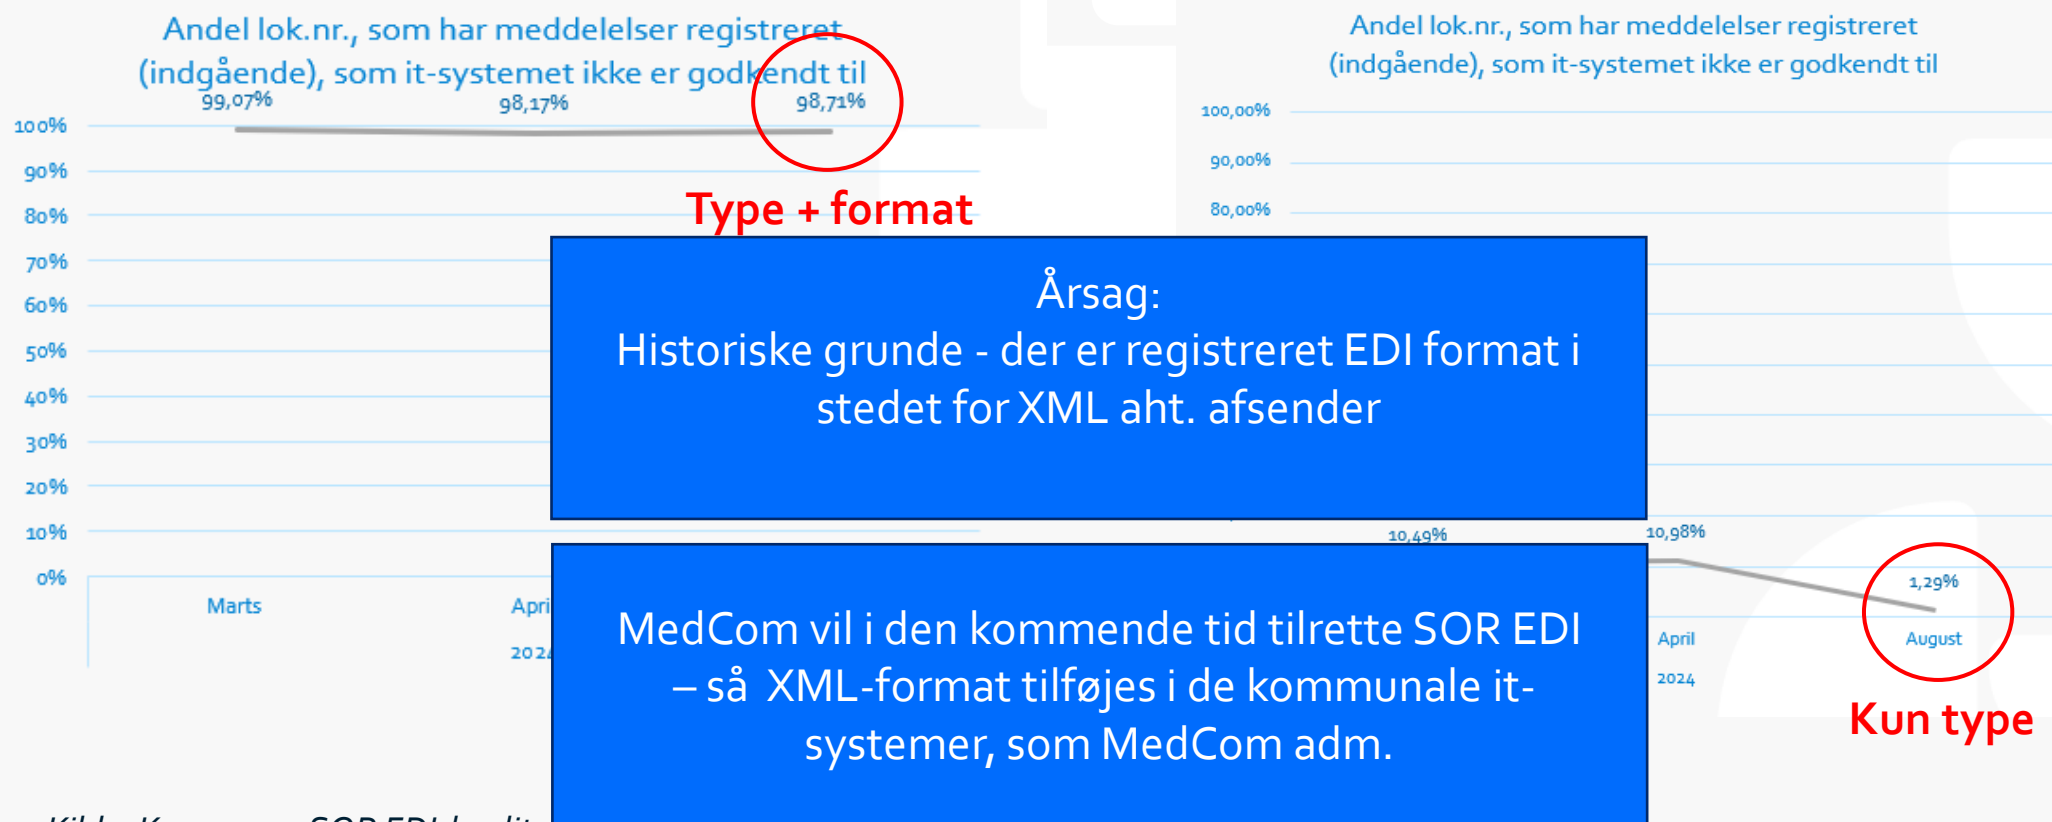 Andel lok.nr., som har meddelelser registreret
(indgående), som it-systemet ikke er godkendt til
99,07%
98,17%
98,71%
100%
90%
80%
70%
60%
50%
40%
30%
20%
10%
0%
Marts
2024
Type + format
Andel lok.nr., som har meddelelser registreret
(indgående), som it-systemet ikke er godkendt til
100,00%
90,00%
80,00%
10,49%
10,98%
1,29%
April
August
2024
Kun type
Årsag:
Historiske grunde - der er registreret EDI format i
stedet for XML aht. afsender
MedCom vil i den kommende tid tilrette SOR EDI
– så XML-format tilføjes i de kommunale it-
systemer, som MedCom adm.
SOR EDI